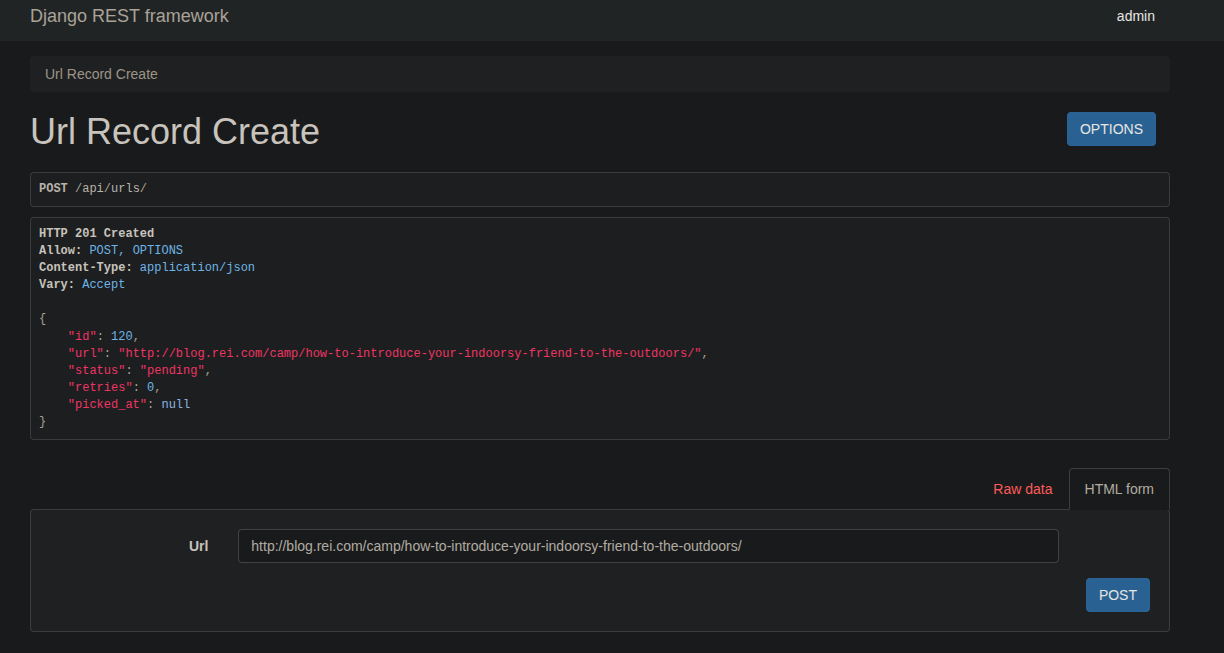 Django REST framework
admin
Url Record Create
Url Record Create
OPTIONS
POST /api/urls/
HTTP 201 Created
Allow: POST, OPTIONS
Content-Type: application/json
Vary: Accept
{
    "id": 120,
    "url": "http://blog.rei.com/camp/how-to-introduce-your-indoorsy-friend-to-the-outdoors/",
    "status": "pending",
    "retries": 0,
    "picked_at": null
}
Raw data
HTML form
Url
http://blog.rei.com/camp/how-to-introduce-your-indoorsy-friend-to-the-outdoors/
POST